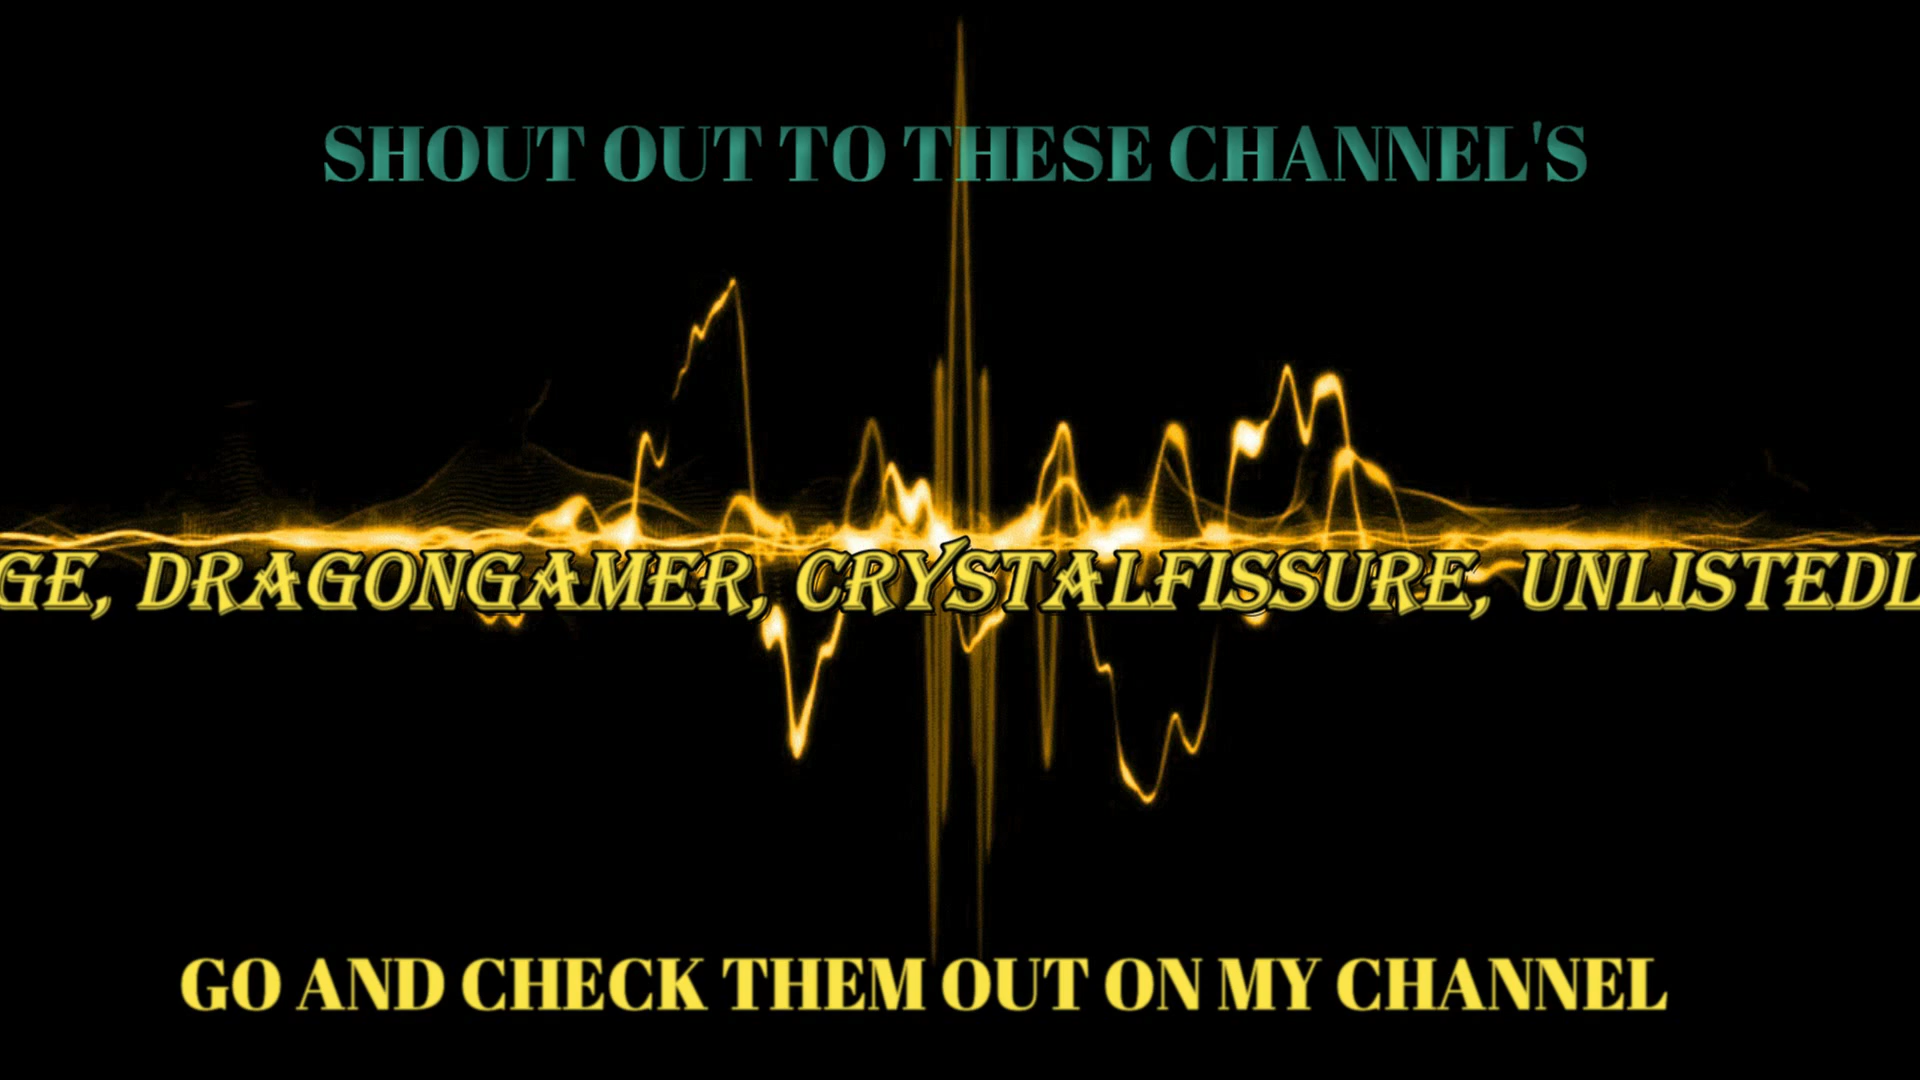 SHOUT OUT TO THESE CHANNEL'S
GE, DRAGONGAMER, CRYSTALFISSURE, UNLISTEDL
GO AND CHECK THEM OUT ON MY CHANNEL